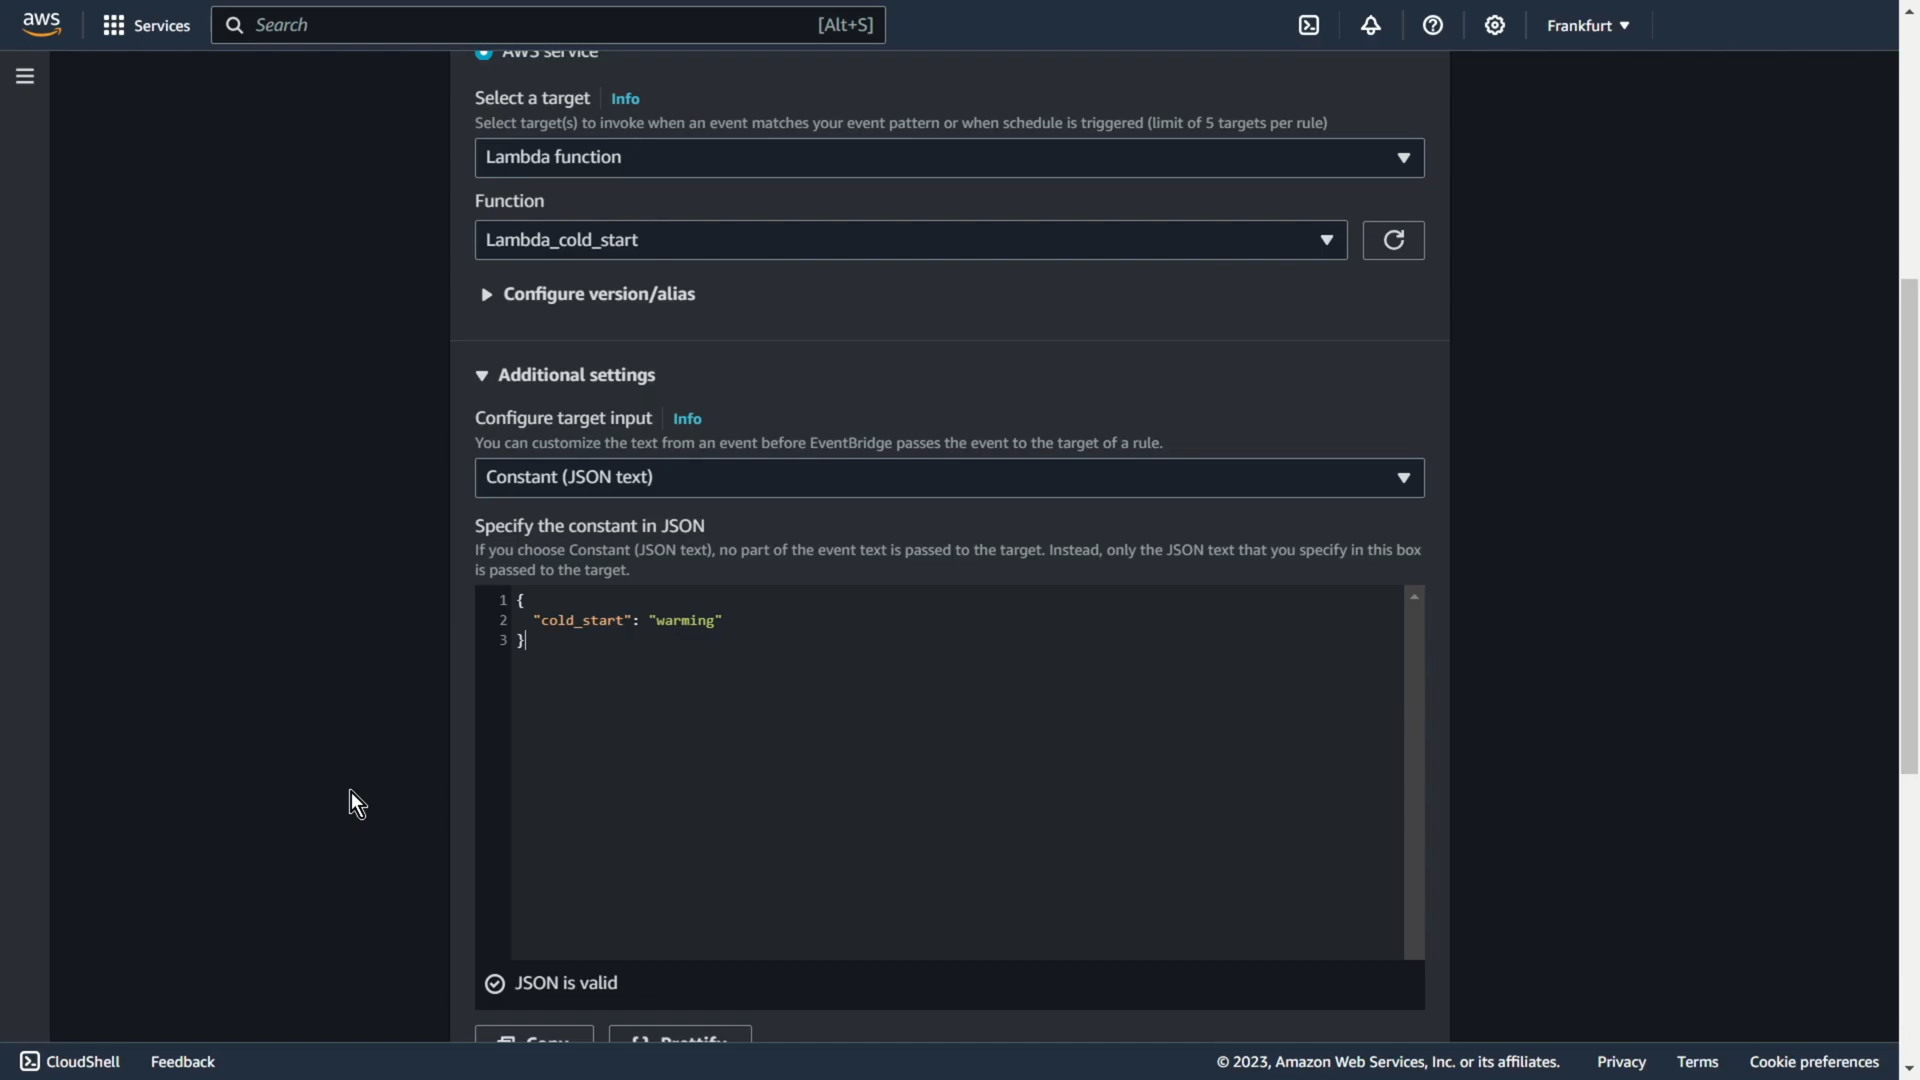 aws
Services
Search
[Alt+S]
Frankfurt
AWS service
Select a target
Info
Select target(s) to invoke when an event matches your event pattern or when schedule is triggered (limit of 5 targets per rule)
Lambda function
Function
Lambda_cold_start
Configure version/alias
Additional settings
Configure target input
Info
You can customize the text from an event before EventBridge passes the event to the target of a rule.
Constant (JSON text)
Specify the constant in JSON
If you choose Constant (JSON text), no part of the event text is passed to the target. Instead, only the JSON text that you specify in this box
is passed to the target.
1 {
2 "cold_start": "warming"
3 }
JSON is valid
Copy
{} Prettify
CloudShell
Feedback
© 2023, Amazon Web Services, Inc. or its affiliates.
Privacy
Terms
Cookie preferences